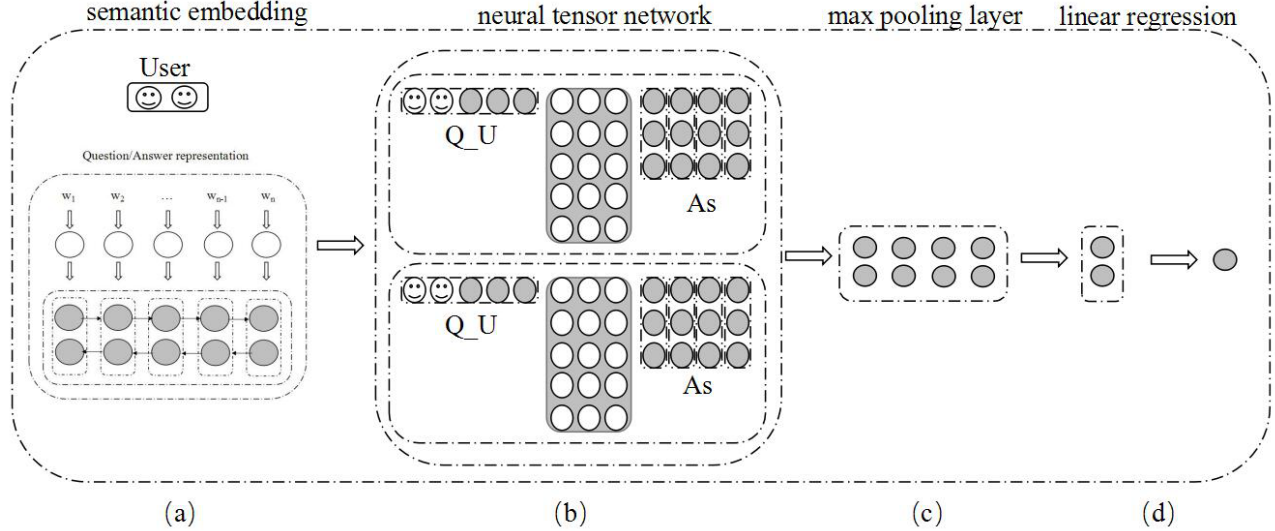 semantic embedding
neural tensor network
max pooling layer
linear regression
User
Question/Answer representation
w1 w2 ... wn-1 wn
Q_U
As
Q_U
As
(a) (b) (c) (d)